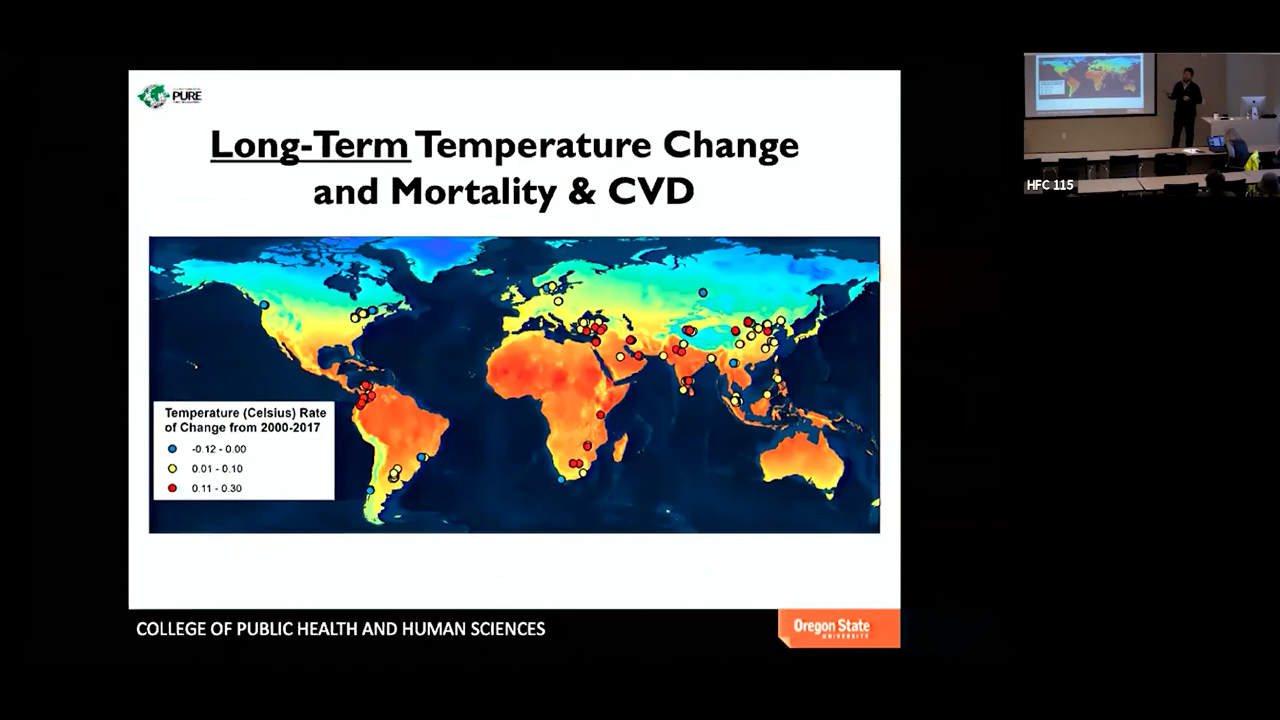 PURE
Long-Term Temperature Change
and Mortality & CVD
Temperature (Celsius) Rate
of Change from 2000-2017
-0.12 - 0.00
0.01 - 0.10
0.11 - 0.30
COLLEGE OF PUBLIC HEALTH AND HUMAN SCIENCES
Oregon State
UNIVERSITY
HFC 115